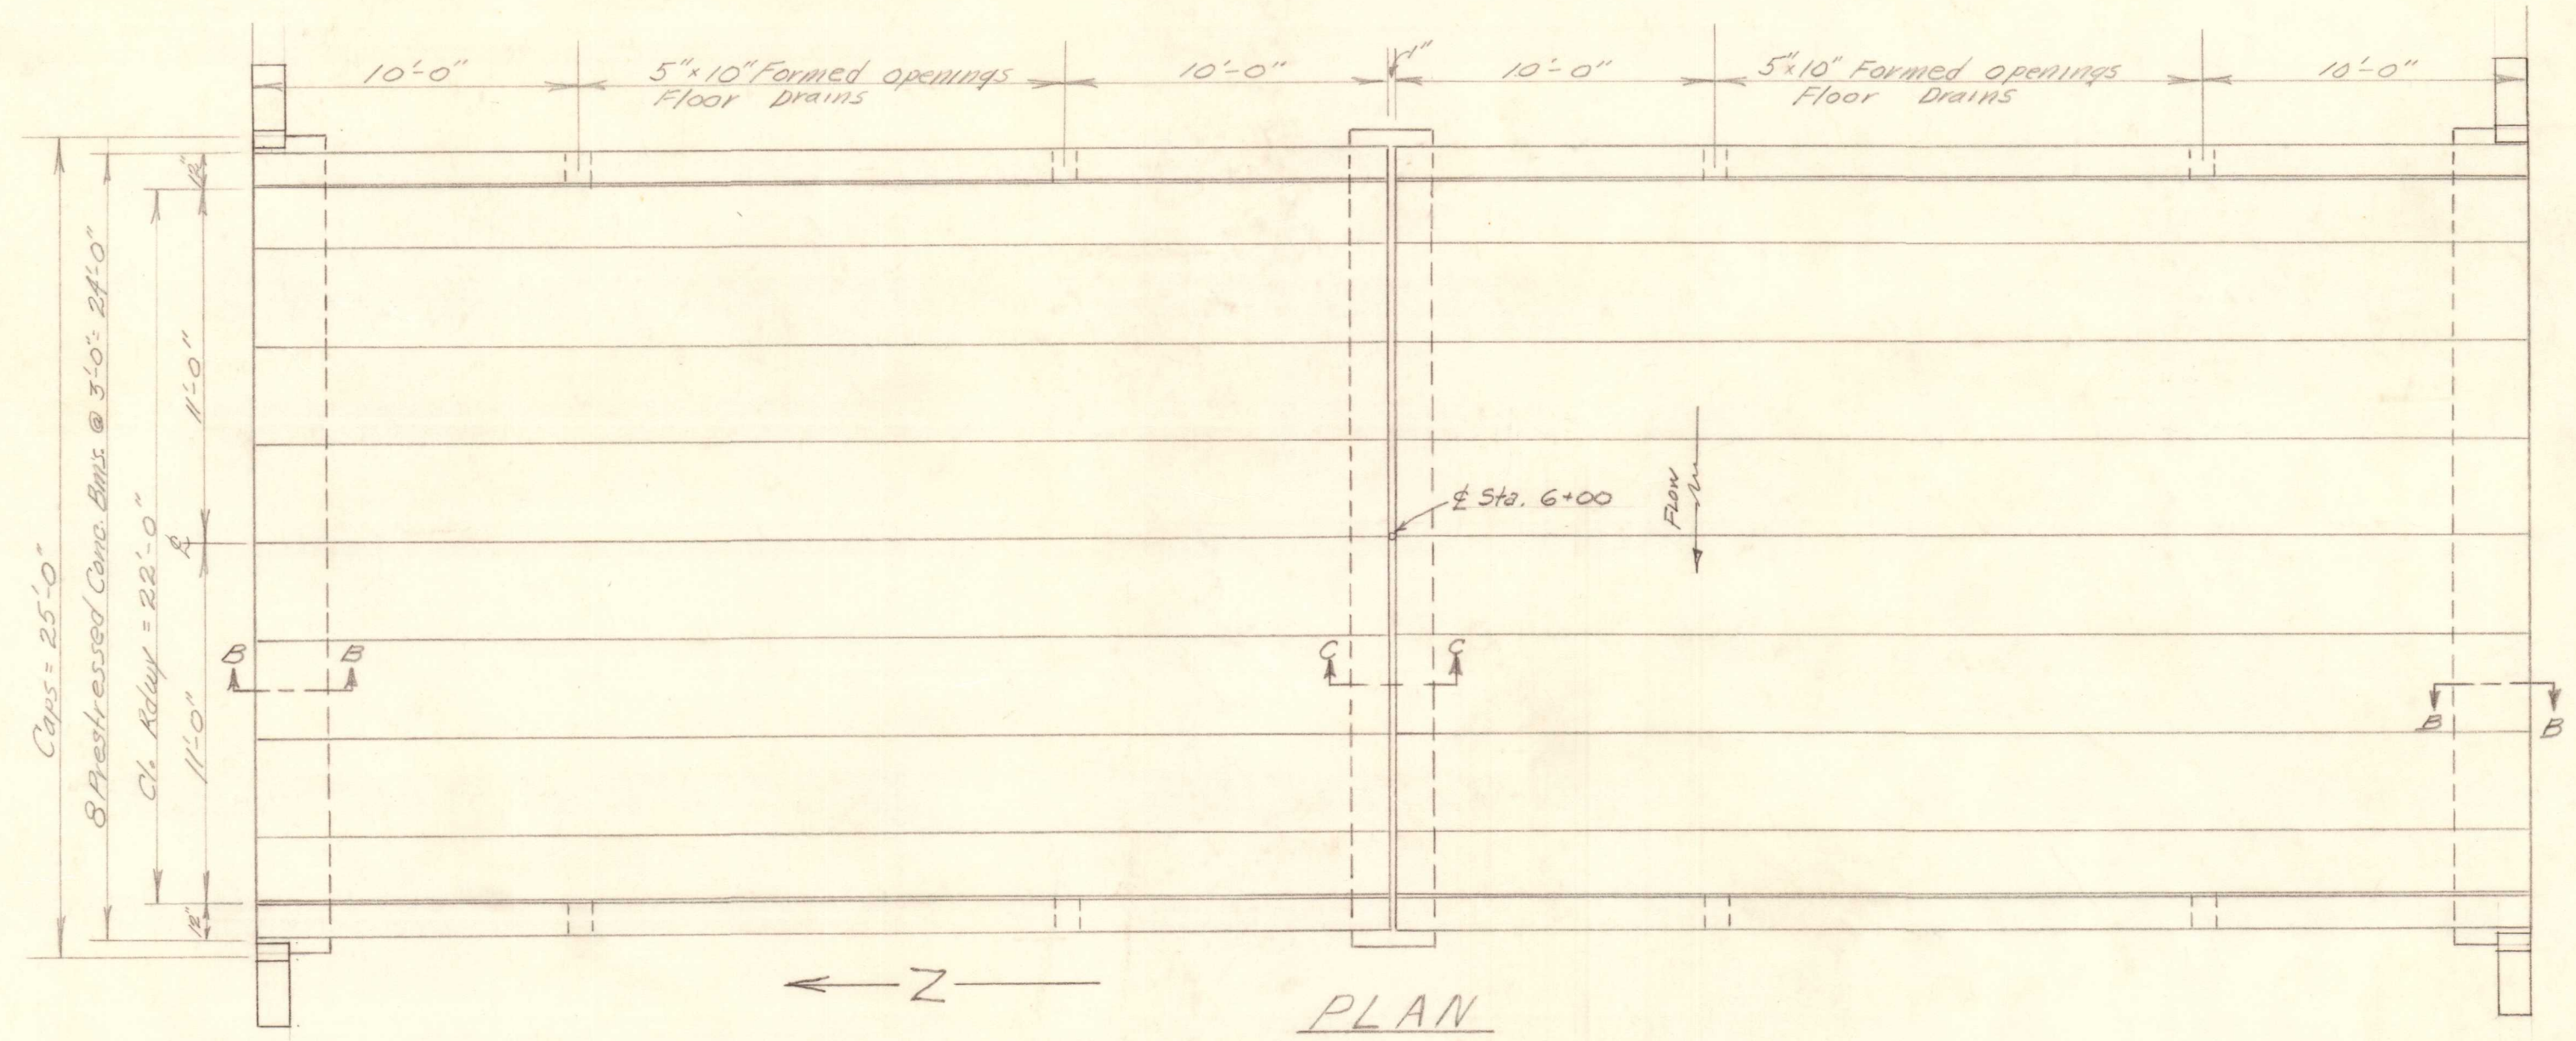 10'-0"
5"x10" Formed openings
Floor Drains
10'-0"
1"
10'-0"
5"x10" Formed openings
Floor Drains
10'-0"
Caps = 25'-0"
8 Prestressed Conc. Bms. @ 3'-0" = 24'-0"
Cl. Rdwy = 22'-0"
12"
11'-0"
℄
11'-0"
12"
℄ Sta. 6+00
Flow
B
B
C
C
B
B
N
PLAN